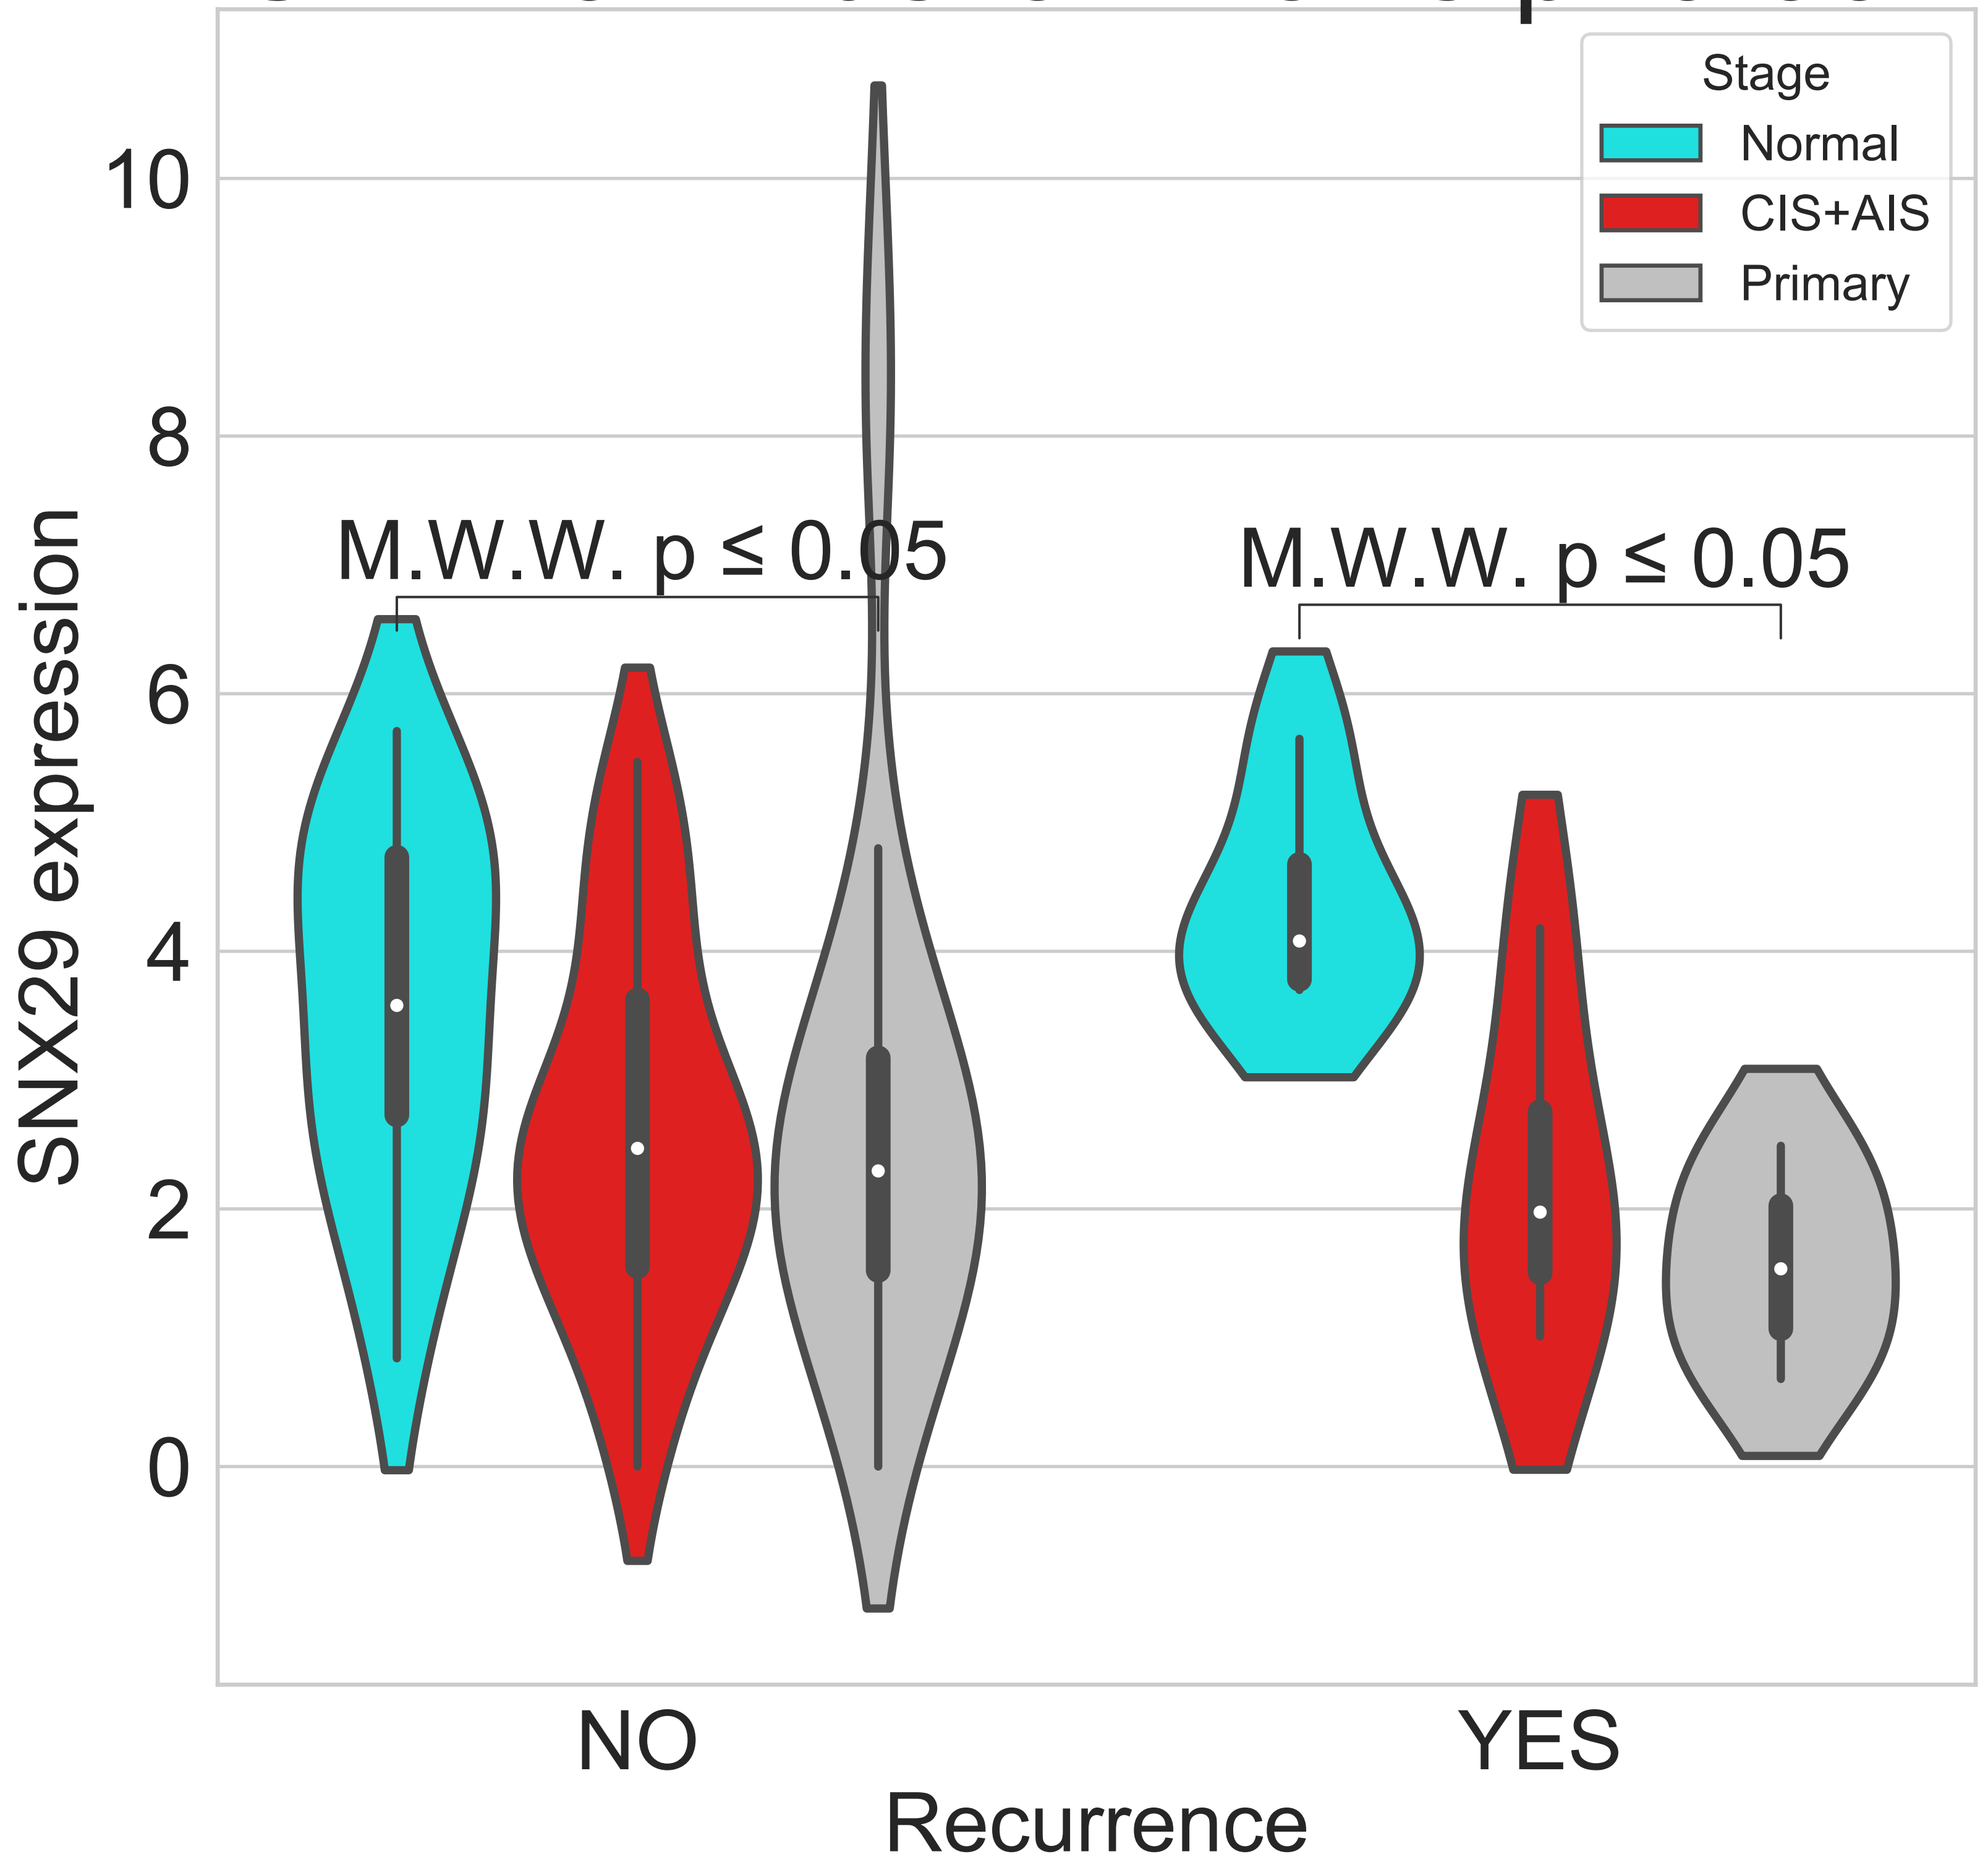 Stage
Normal
CIS+AIS
Primary
10
8
6
4
2
0
SNX29 expression
M.W.W. p ≤ 0.05
M.W.W. p ≤ 0.05
NO
YES
Recurrence